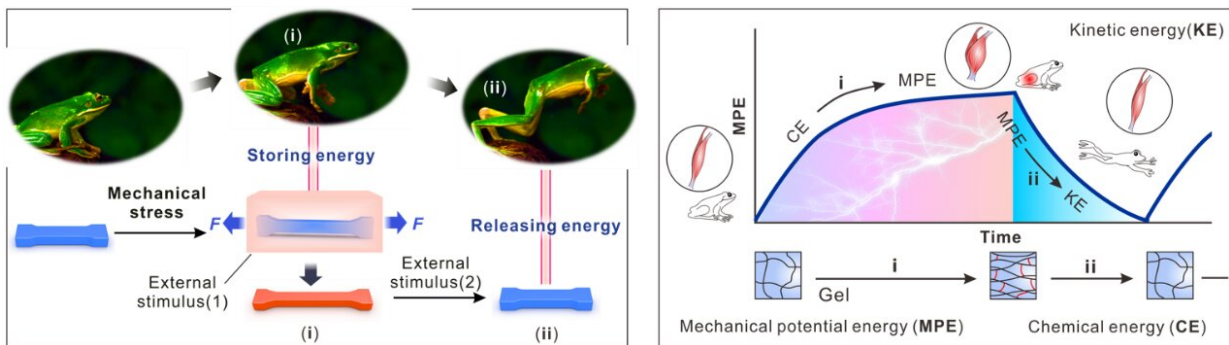 (i)
(ii)
Storing energy
Mechanical
stress
F
F
Releasing energy
External
stimulus(1)
External
stimulus(2)
(i)
(ii)
Kinetic energy(KE)
MPE
i
MPE
CE
MPE
ii
KE
Time
i
ii
Gel
Mechanical potential energy (MPE)
Chemical energy (CE)